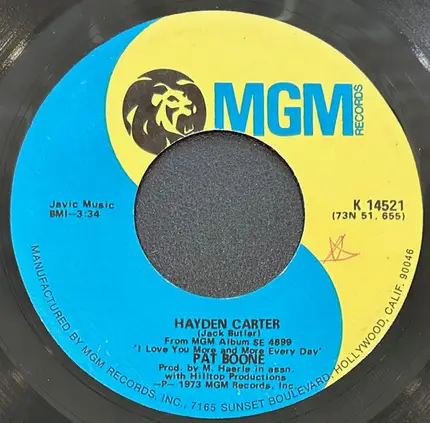 MGM
RECORDS
Javic Music
BMI—3:34
K 14521
(73N 51, 655)
HAYDEN CARTER
(Jack Butler)
From MGM Album SE 4899
'I Love You More and More Every Day"
PAT BOONE
Prod. by M. Haerle in assn.
with Hilltop Productions
—P— 1973 MGM Records, Inc.
MANUFACTURED BY MGM RECORDS, INC., 7165 SUNSET BOULEVARD, HOLLYWOOD, CALIF. 90046